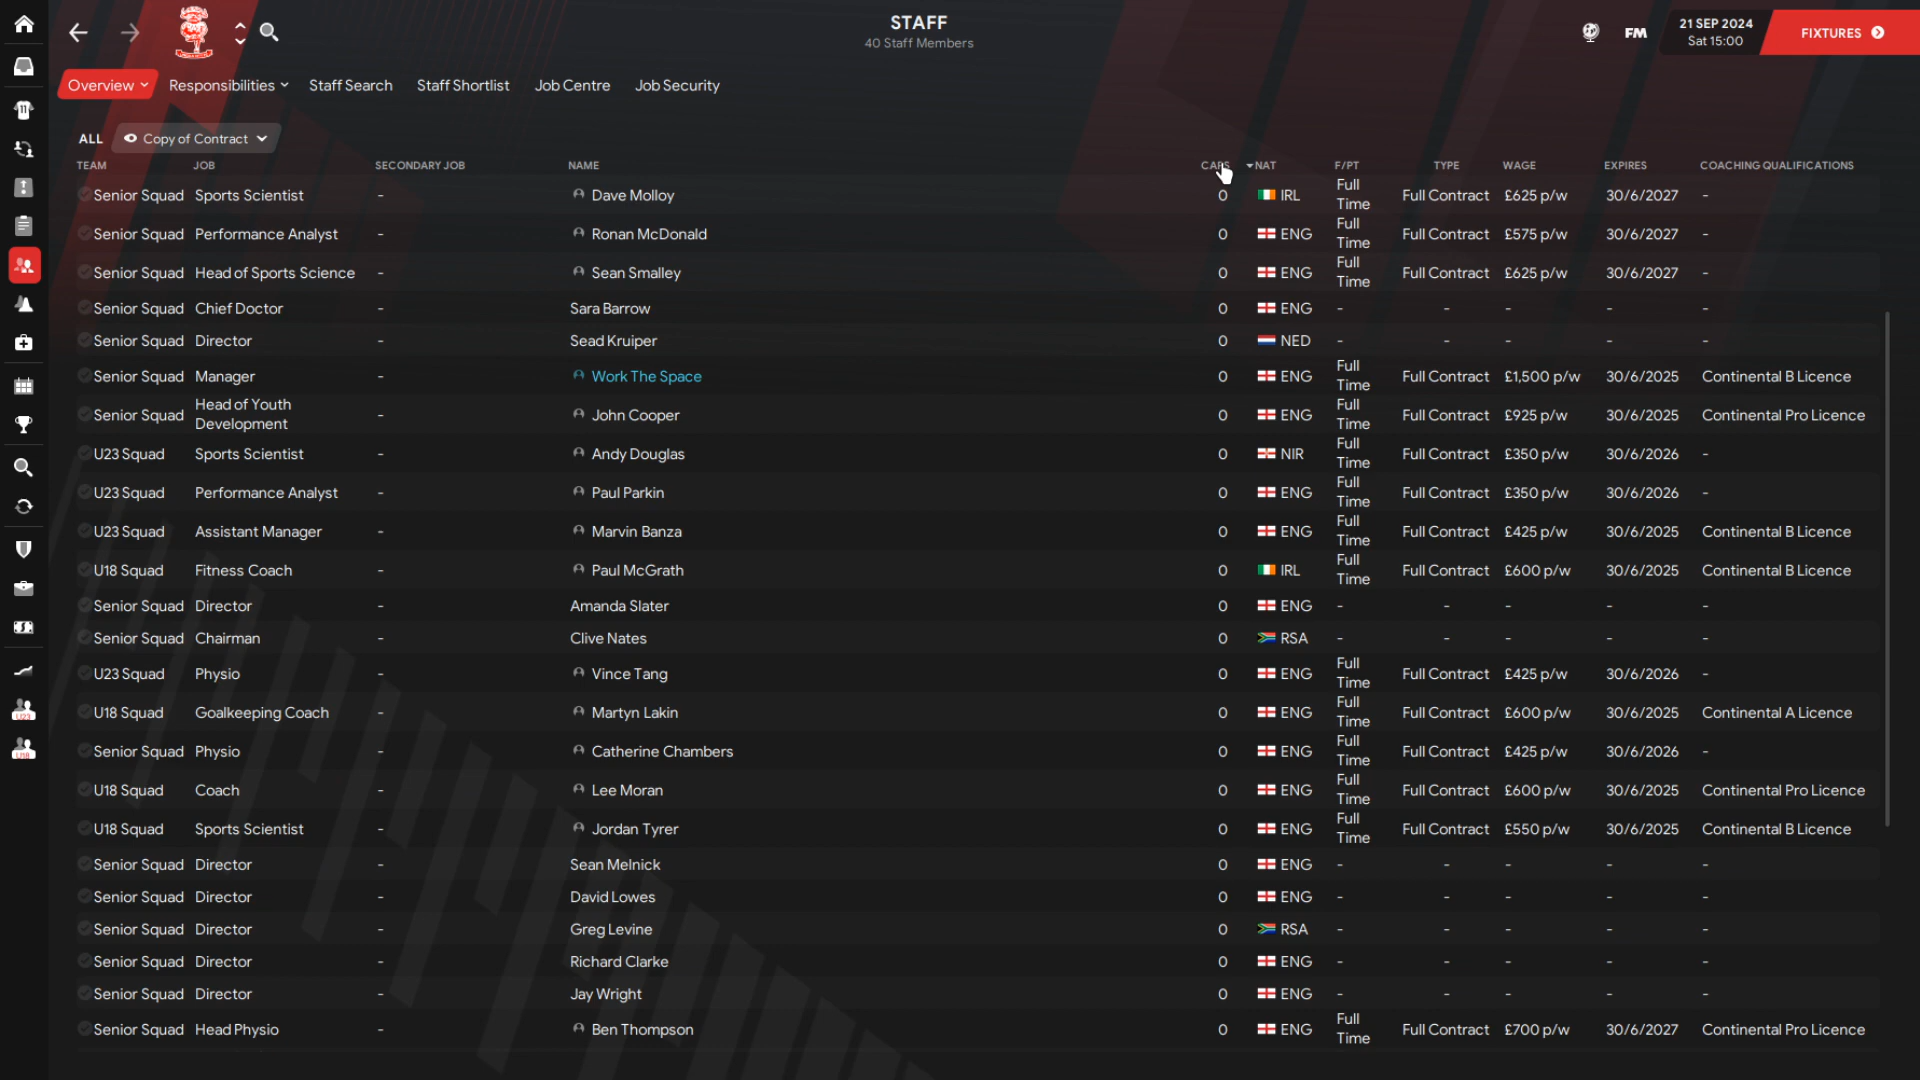 STAFF
40 Staff Members
FM
21 SEP 2024
Sat 15:00
FIXTURES
Overview Responsibilities Staff Search Staff Shortlist Job Centre Job Security
ALL Copy of Contract
TEAM JOB SECONDARY JOB NAME CAPS NAT F/PT TYPE WAGE EXPIRES COACHING QUALIFICATIONS
Senior Squad Sports Scientist - Dave Molloy 0 IRL Full Time Full Contract £625 p/w 30/6/2027 -
Senior Squad Performance Analyst - Ronan McDonald 0 ENG Full Time Full Contract £575 p/w 30/6/2027 -
Senior Squad Head of Sports Science - Sean Smalley 0 ENG Full Time Full Contract £625 p/w 30/6/2027 -
Senior Squad Chief Doctor - Sara Barrow 0 ENG - - - - -
Senior Squad Director - Sead Kruiper 0 NED - - - - -
Senior Squad Manager - Work The Space 0 ENG Full Time Full Contract £1,500 p/w 30/6/2025 Continental B Licence
Senior Squad Head of Youth Development - John Cooper 0 ENG Full Time Full Contract £925 p/w 30/6/2025 Continental Pro Licence
U23 Squad Sports Scientist - Andy Douglas 0 NIR Full Time Full Contract £350 p/w 30/6/2026 -
U23 Squad Performance Analyst - Paul Parkin 0 ENG Full Time Full Contract £350 p/w 30/6/2026 -
U23 Squad Assistant Manager - Marvin Banza 0 ENG Full Time Full Contract £425 p/w 30/6/2026 Continental B Licence
U18 Squad Fitness Coach - Paul McGrath 0 IRL Full Time Full Contract £600 p/w 30/6/2025 Continental B Licence
Senior Squad Director - Amanda Slater 0 ENG - - - - -
Senior Squad Chairman - Clive Nates 0 RSA - - - - -
U23 Squad Physio - Vince Tang 0 ENG Full Time Full Contract £425 p/w 30/6/2026 -
U18 Squad Goalkeeping Coach - Martyn Lakin 0 ENG Full Time Full Contract £600 p/w 30/6/2025 Continental A Licence
Senior Squad Physio - Catherine Chambers 0 ENG Full Time Full Contract £425 p/w 30/6/2026 -
U18 Squad Coach - Lee Moran 0 ENG Full Time Full Contract £600 p/w 30/6/2025 Continental Pro Licence
U18 Squad Sports Scientist - Jordan Tyrer 0 ENG Full Time Full Contract £550 p/w 30/6/2025 Continental B Licence
Senior Squad Director - Sean Melnick 0 ENG - - - - -
Senior Squad Director - David Lowes 0 ENG - - - - -
Senior Squad Director - Greg Levine 0 RSA - - - - -
Senior Squad Director - Richard Clarke 0 ENG - - - - -
Senior Squad Director - Jay Wright 0 ENG - - - - -
Senior Squad Head Physio - Ben Thompson 0 ENG Full Time Full Contract £700 p/w 30/6/2027 Continental Pro Licence
11
U23
U18